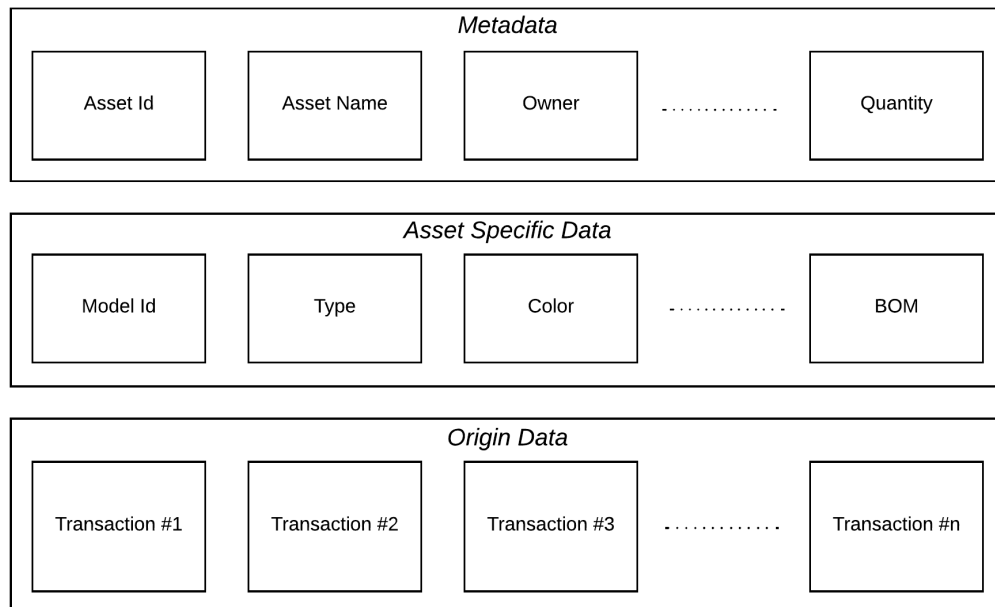 Metadata
Asset Id
Asset Name
Owner
Quantity
Asset Specific Data
Model Id
Type
Color
BOM
Origin Data
Transaction #1
Transaction #2
Transaction #3
Transaction #n